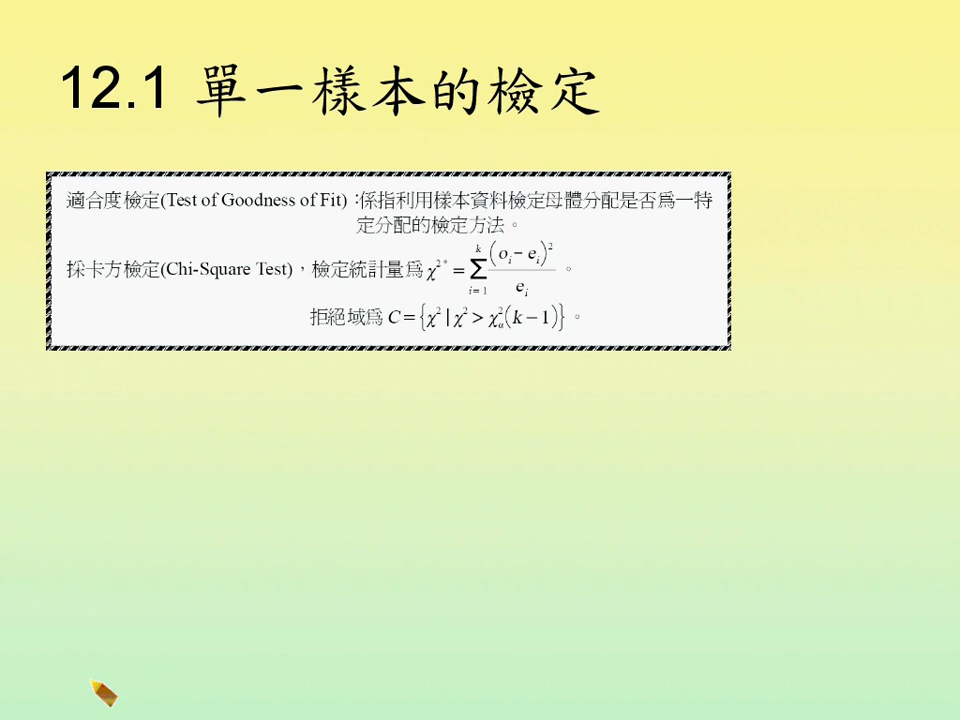 12.1 單一樣本的檢定
適合度檢定(Test of Goodness of Fit)：係指利用樣本資料檢定母體分配是否為一特
定分配的檢定方法。
採卡方檢定(Chi-Square Test)，檢定統計量為 χ²* = Σ_{i=1}^{k} (o_i − e_i)² / e_i 。
拒絕域為 C = {χ² | χ² > χ²_α(k − 1)} 。